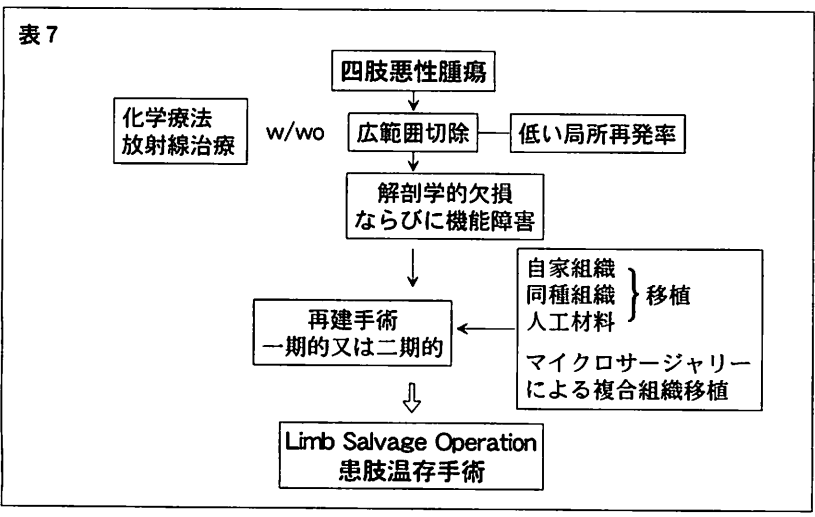 表7
四肢悪性腫瘍
化学療法
放射線治療
w/wo
広範囲切除
低い局所再発率
解剖学的欠損
ならびに機能障害
自家組織
同種組織
人工材料
移植
マイクロサージャリー
による複合組織移植
再建手術
一期的又は二期的
Limb Salvage Operation
患肢温存手術